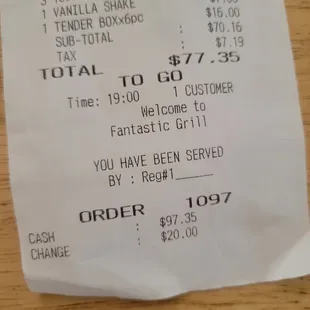 1 VANILLA SHAKE
1 TENDER BOXx6pc $16.00
SUB-TOTAL : $70.16
TAX : $7.19
TOTAL $77.35
TO GO
Time: 19:00 1 CUSTOMER
Welcome to
Fantastic Grill
YOU HAVE BEEN SERVED
BY : Reg#1______
ORDER 1097
CASH : $97.35
CHANGE : $20.00